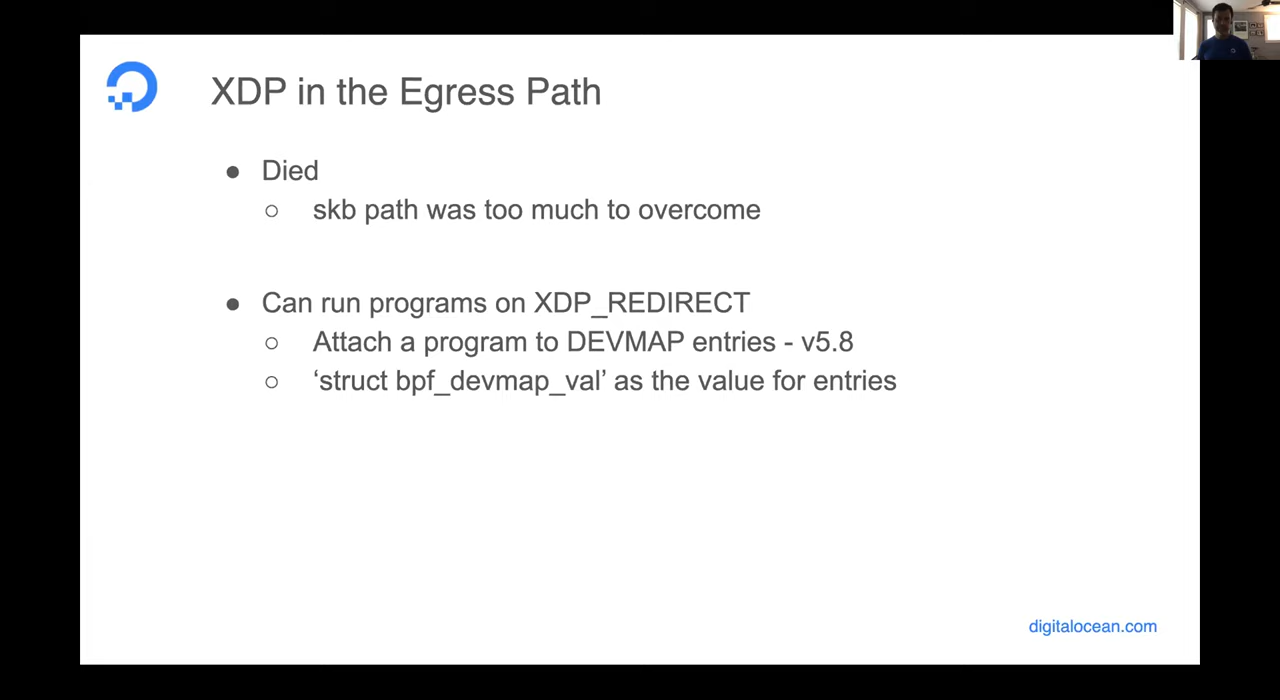 XDP in the Egress Path
● Died
○ skb path was too much to overcome
● Can run programs on XDP_REDIRECT
○ Attach a program to DEVMAP entries - v5.8
○ ‘struct bpf_devmap_val’ as the value for entries
digitalocean.com